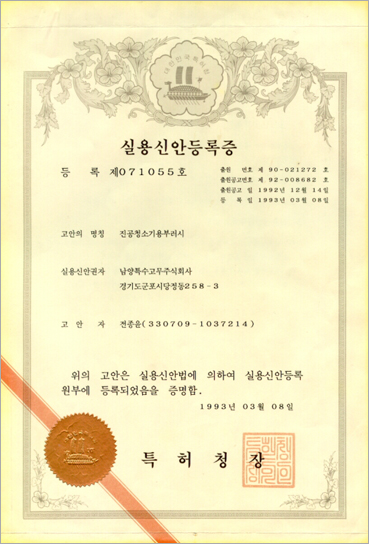 실용신안등록증
등 록 제071055호
출원 번호 제 90-021272 호
출원공고번호 제 92-008682 호
출원공고 일 1992년 12월 14일
등 록 일 1993년 03월 08일
고안의 명칭 진공청소기용부러시
실용신안권자 남양특수고무주식회사
경기도군포시당정동258-3
고 안 자 전종윤(330709-1037214)
위의 고안은 실용신안법에 의하여 실용신안등록
원부에 등록되었음을 증명함.
1993년 03월 08일
특 허 청 장